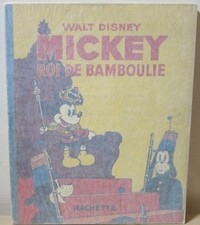 WALT DISNEY
MICKEY
ROI DE BAMBOULIE
HACHETTE